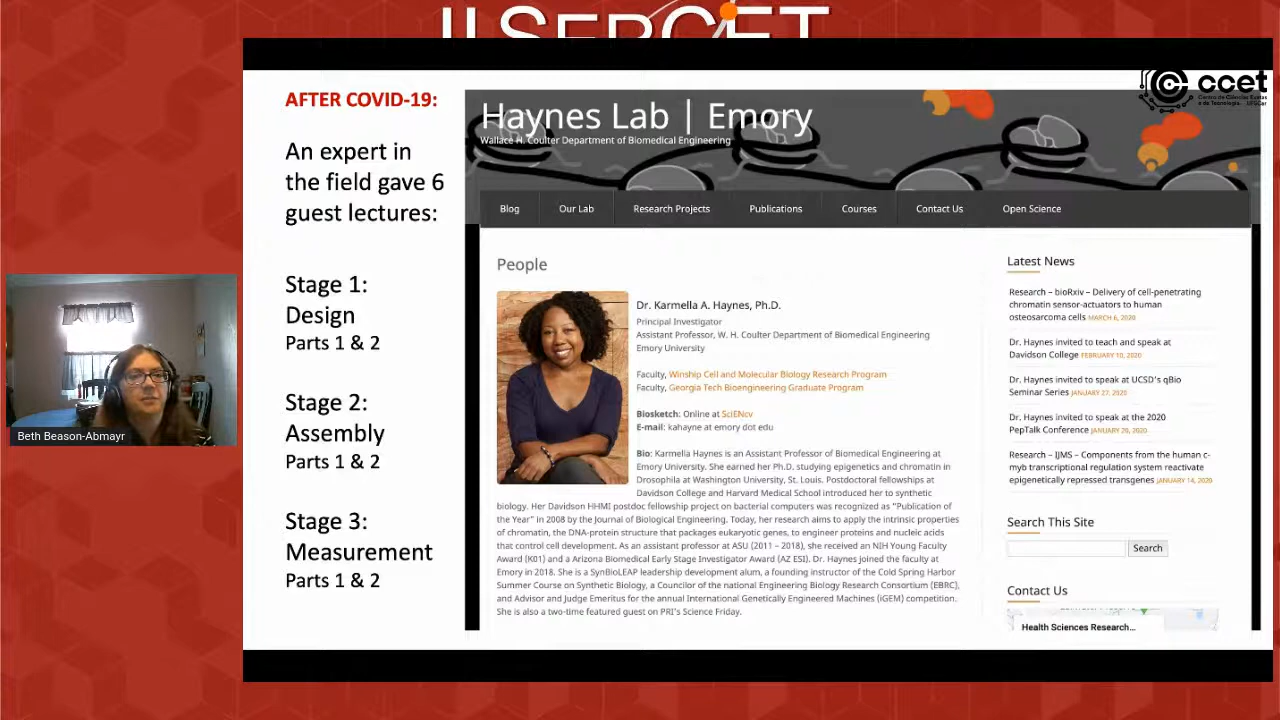 IISEPCET
ccet
Centro de Ciências Exatas
e de Tecnologia
UFSCar
AFTER COVID-19:
An expert in
the field gave 6
guest lectures:
Stage 1:
Design
Parts 1 & 2
Stage 2:
Assembly
Parts 1 & 2
Stage 3:
Measurement
Parts 1 & 2
Haynes Lab | Emory
Wallace H. Coulter Department of Biomedical Engineering
Blog Our Lab Research Projects Publications Courses Contact Us Open Science
People
Dr. Karmella A. Haynes, Ph.D.
Principal Investigator
Assistant Professor, W. H. Coulter Department of Biomedical Engineering
Emory University
Faculty, Winship Cell and Molecular Biology Research Program
Faculty, Georgia Tech Bioengineering Graduate Program
Biosketch: Online at SciENcv
E-mail: kahayne at emory dot edu
Bio: Karmella Haynes is an Assistant Professor of Biomedical Engineering at
Emory University. She earned her Ph.D. studying epigenetics and chromatin in
Drosophila at Washington University, St. Louis. Postdoctoral fellowships at
Davidson College and Harvard Medical School introduced her to synthetic
biology. Her Davidson HHMI postdoc fellowship project on bacterial computers was recognized as "Publication of
the Year" in 2008 by the Journal of Biological Engineering. Today, her research aims to apply the intrinsic properties
of chromatin, the DNA-protein structure that packages eukaryotic genes, to engineer proteins and nucleic acids
that control cell development. As an assistant professor at ASU (2011 – 2018), she received an NIH Young Faculty
Award (K01) and a Arizona Biomedical Early Stage Investigator Award (AZ ESI). Dr. Haynes joined the faculty at
Emory in 2018. She is a SynBioLEAP leadership development alum, a founding instructor of the Cold Spring Harbor
Summer Course on Synthetic Biology, a Councilor of the national Engineering Biology Research Consortium (EBRC),
and Advisor and Judge Emeritus for the annual International Genetically Engineered Machines (iGEM) competition.
She is also a two-time featured guest on PRI's Science Friday.
Latest News
Research – bioRxiv – Delivery of cell-penetrating
chromatin sensor-actuators to human
osteosarcoma cells MARCH 6, 2020
Dr. Haynes invited to teach and speak at
Davidson College FEBRUARY 10, 2020
Dr. Haynes invited to speak at UCSD's qBio
Seminar Series JANUARY 27, 2020
Dr. Haynes invited to speak at the 2020
PepTalk Conference JANUARY 20, 2020
Research – IJMS – Components from the human c-
myb transcriptional regulation system reactivate
epigenetically repressed transgenes JANUARY 14, 2020
Search This Site
Search
Contact Us
Health Sciences Research...
Beth Beason-Abmayr